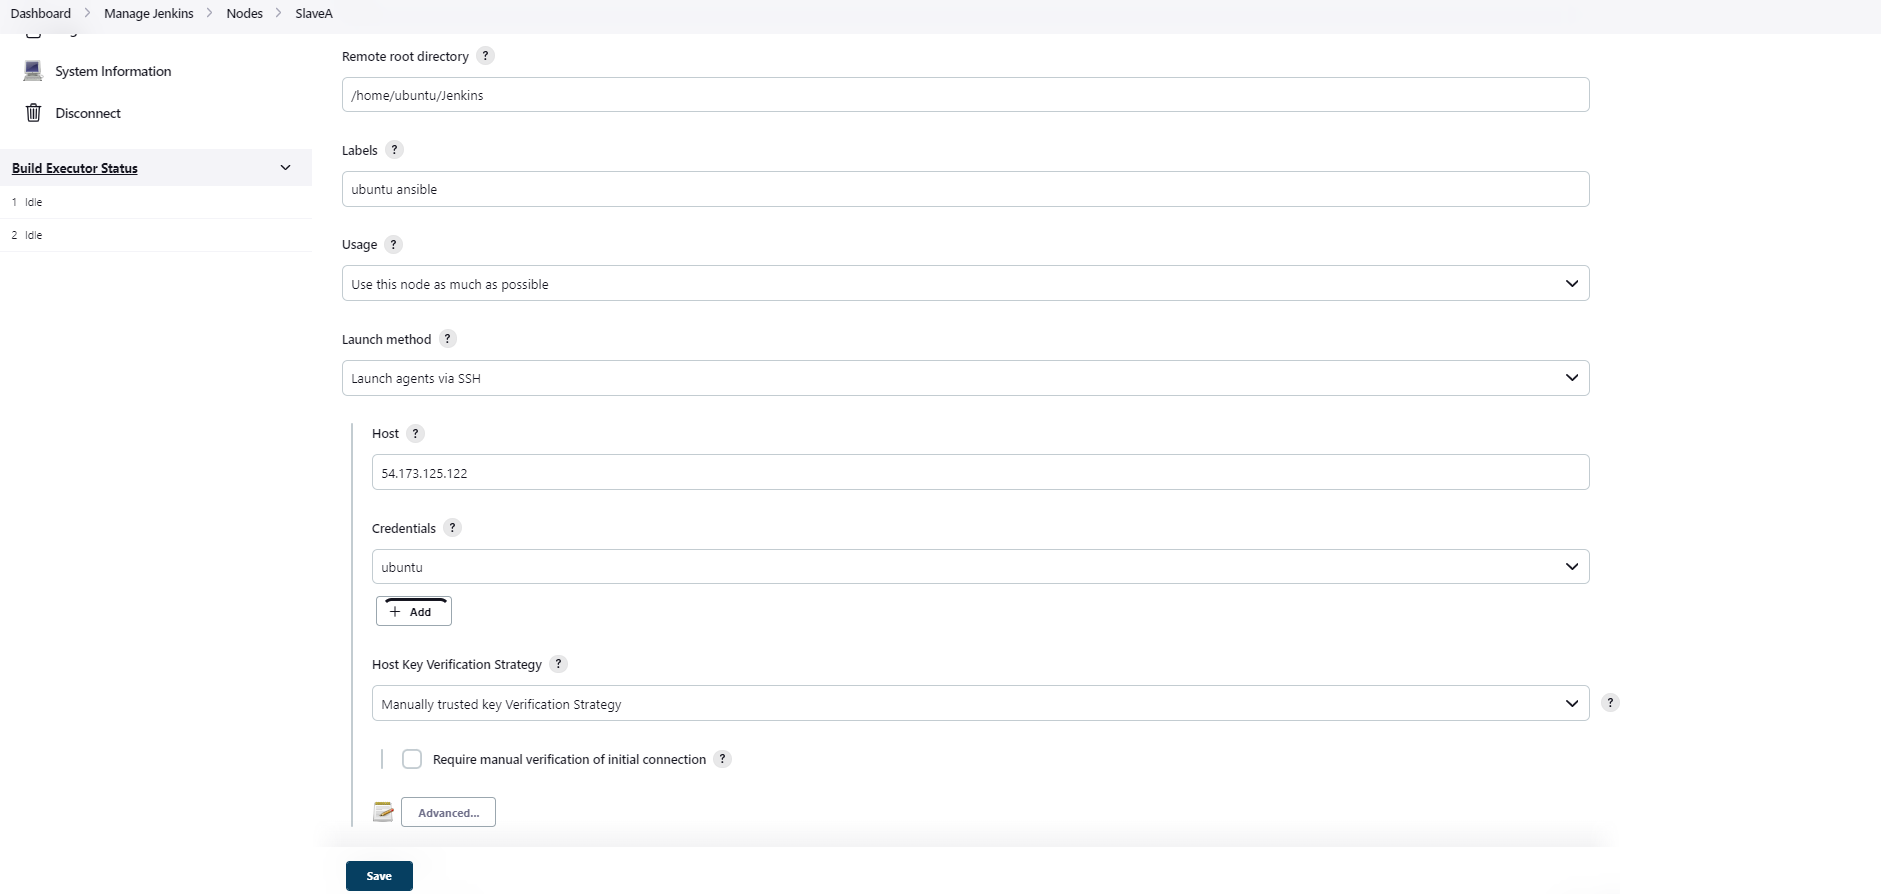 Dashboard > Manage Jenkins > Nodes > SlaveA
System Information
Disconnect
Build Executor Status
1 Idle
2 Idle
Remote root directory ?
/home/ubuntu/Jenkins
Labels ?
ubuntu ansible
Usage ?
Use this node as much as possible
Launch method ?
Launch agents via SSH
Host ?
54.173.125.122
Credentials ?
ubuntu
+ Add
Host Key Verification Strategy ?
Manually trusted key Verification Strategy
?
Require manual verification of initial connection ?
Advanced...
Save